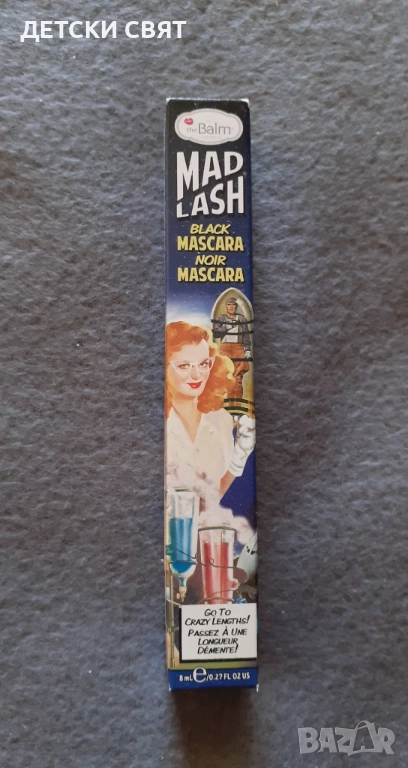 ДЕТСКИ СВЯТ
theBalm
MAD
LASH
BLACK
MASCARA
NOIR
MASCARA
GO TO
CRAZY LENGTHS!
PASSEZ À UNE
LONGUEUR
DÉMENTE!
8 mL℮/0.27 FL OZ US
BAZAR